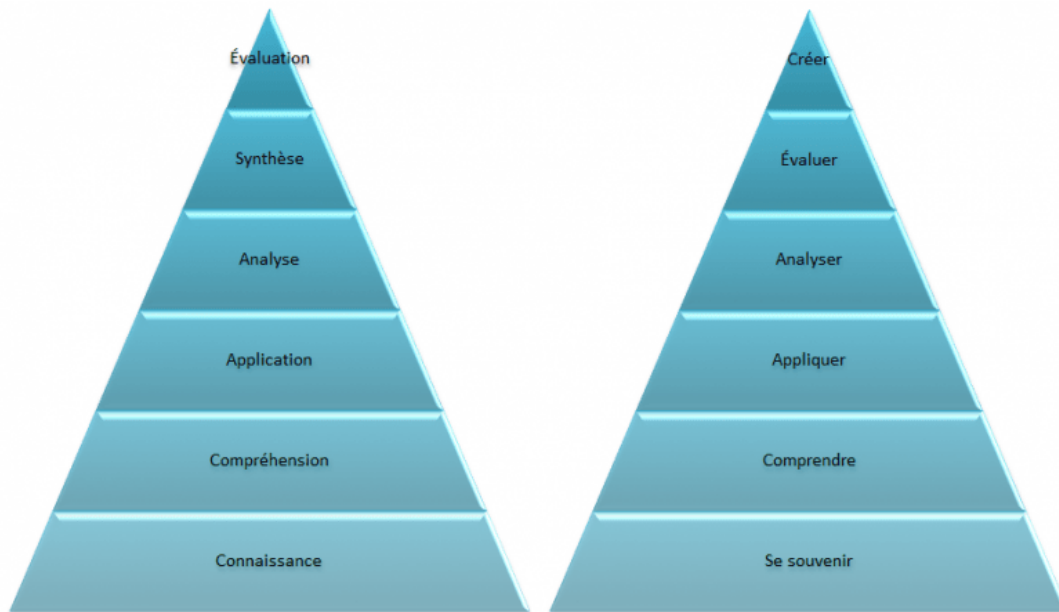 Évaluation
Synthèse
Analyse
Application
Compréhension
Connaissance
Créer
Évaluer
Analyser
Appliquer
Comprendre
Se souvenir